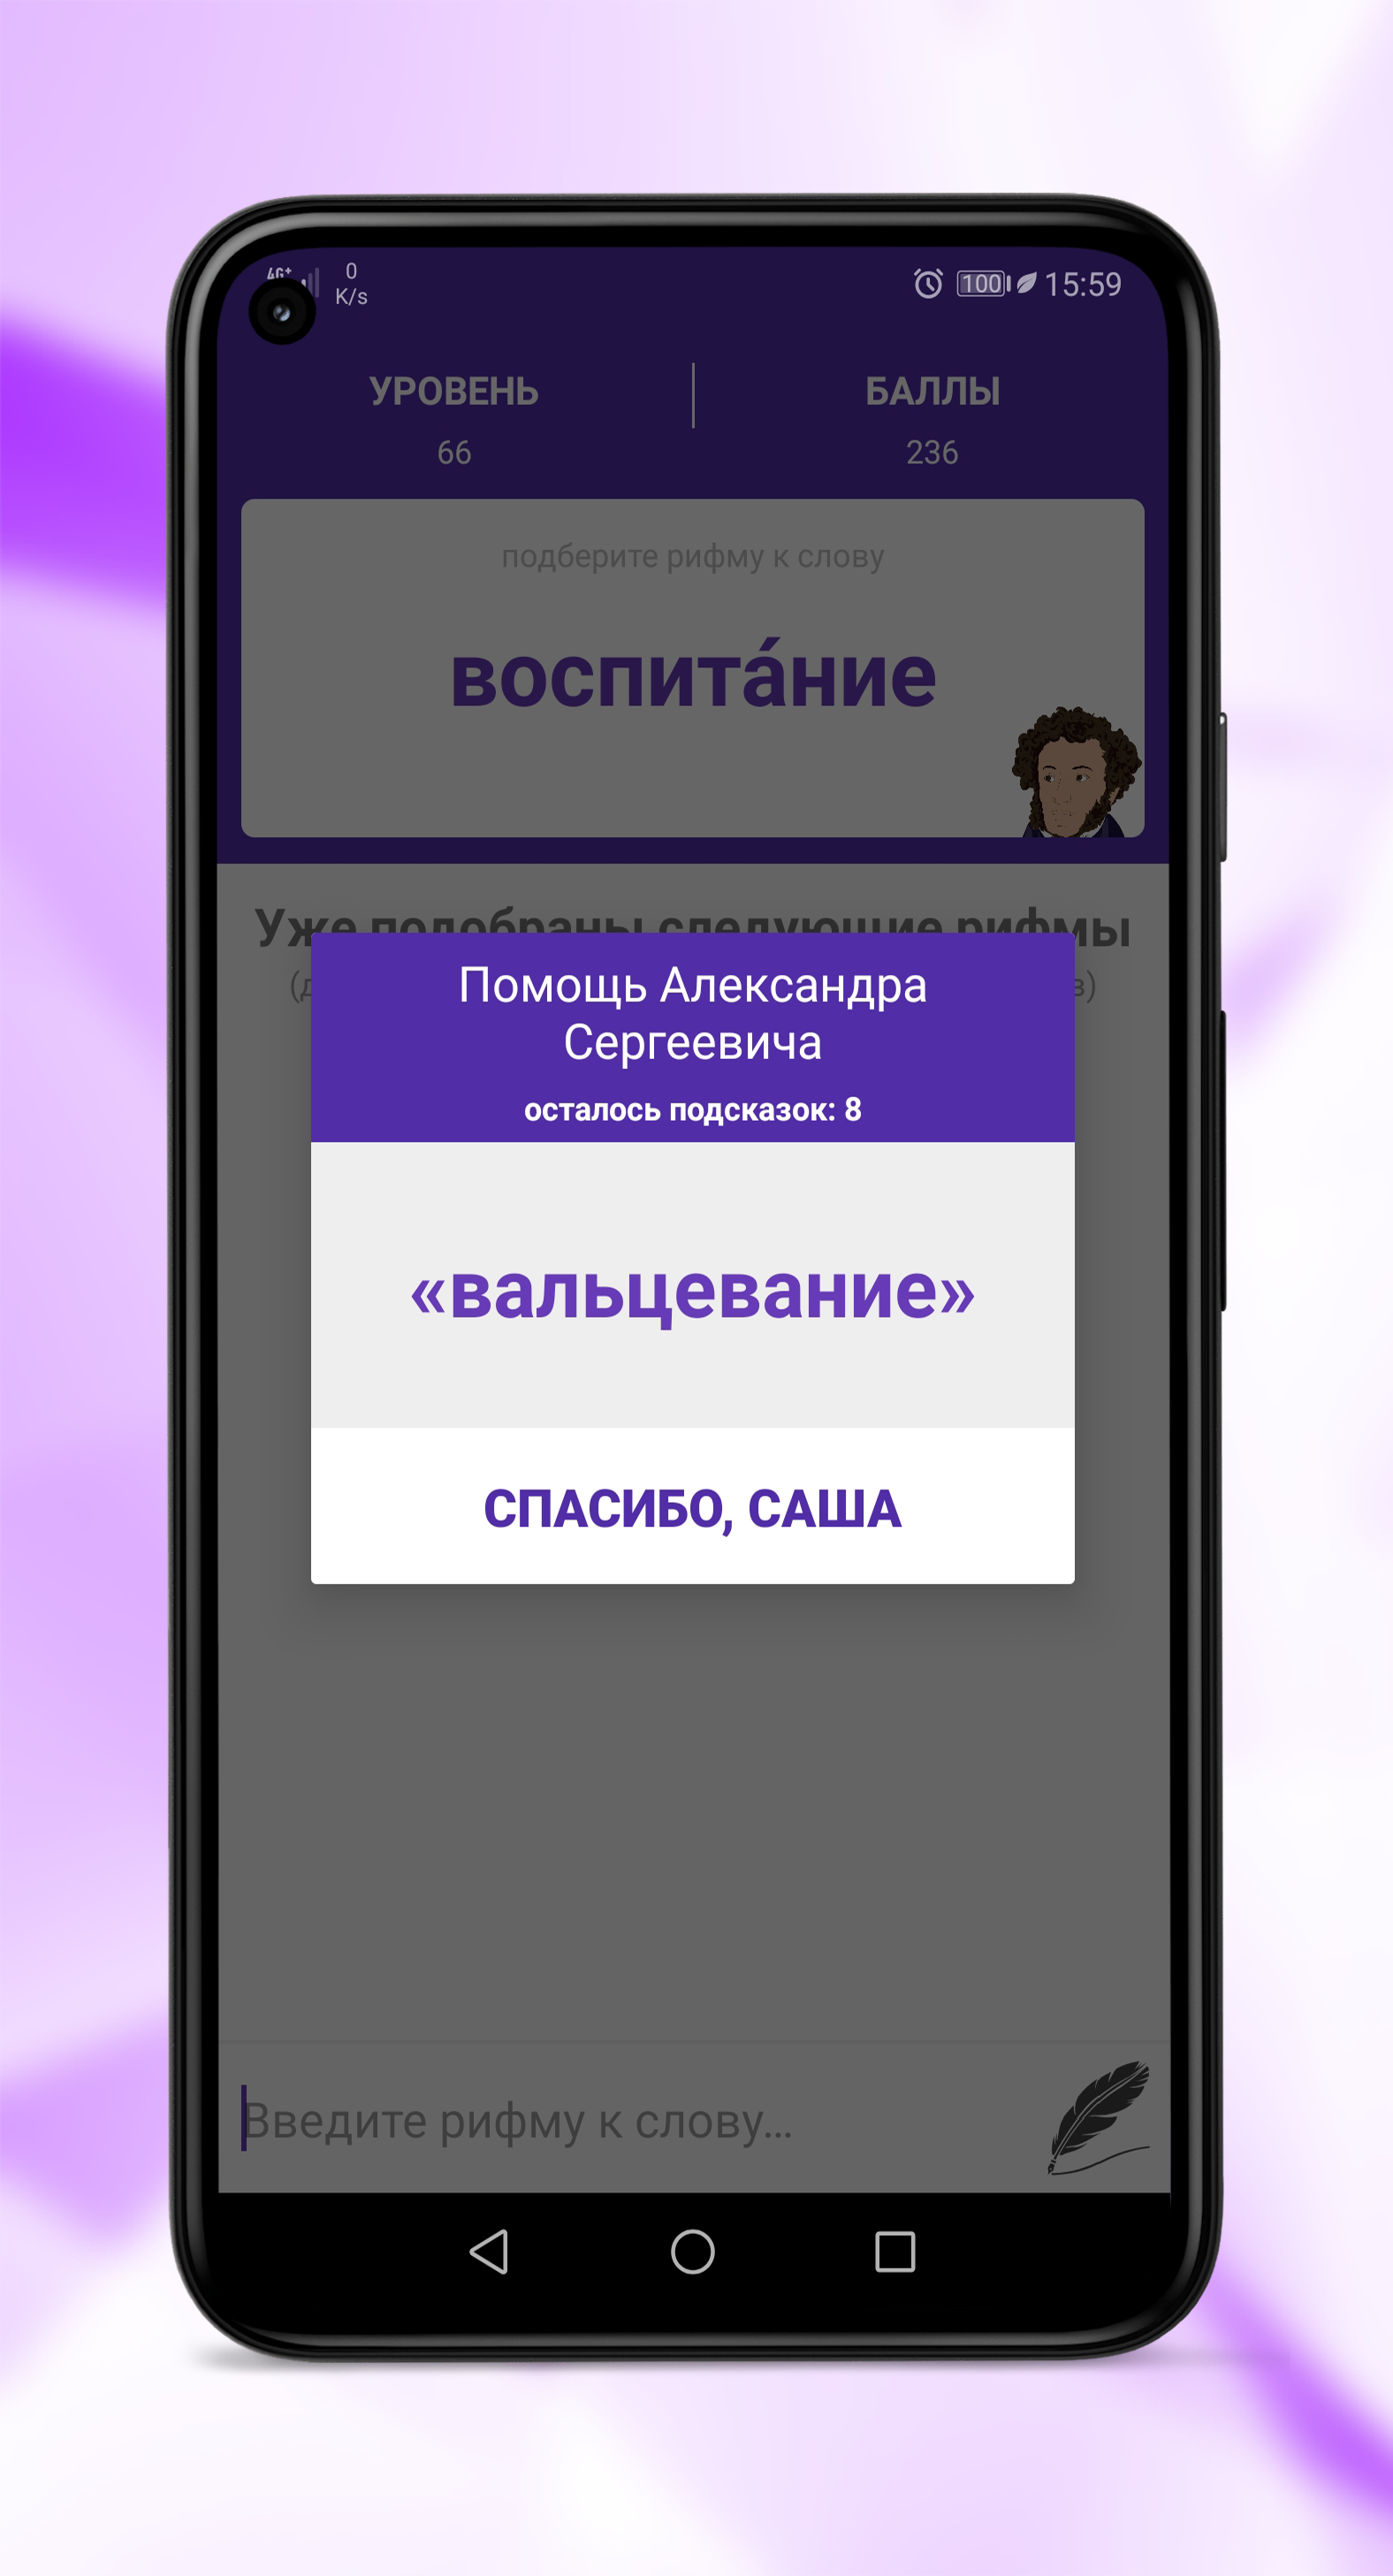 4G+
0
K/s
100
15:59
УРОВЕНЬ
БАЛЛЫ
66
236
подберите рифму к слову
воспита́ние
Уже подобраны следующие рифмы
Помощь Александра
Сергеевича
осталось подсказок: 8
«вальцевание»
СПАСИБО, САША
Введите рифму к слову...